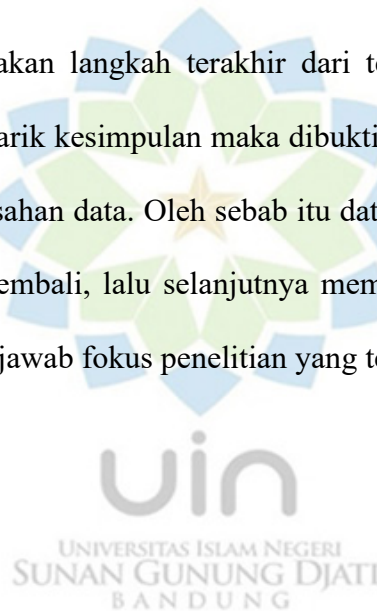 akan langkah terakhir dari te
arik kesimpulan maka dibukti
sahan data. Oleh sebab itu dat
embali, lalu selanjutnya mem
jawab fokus penelitian yang te
uin
UNIVERSITAS ISLAM NEGERI
SUNAN GUNUNG DJATI
BANDUNG